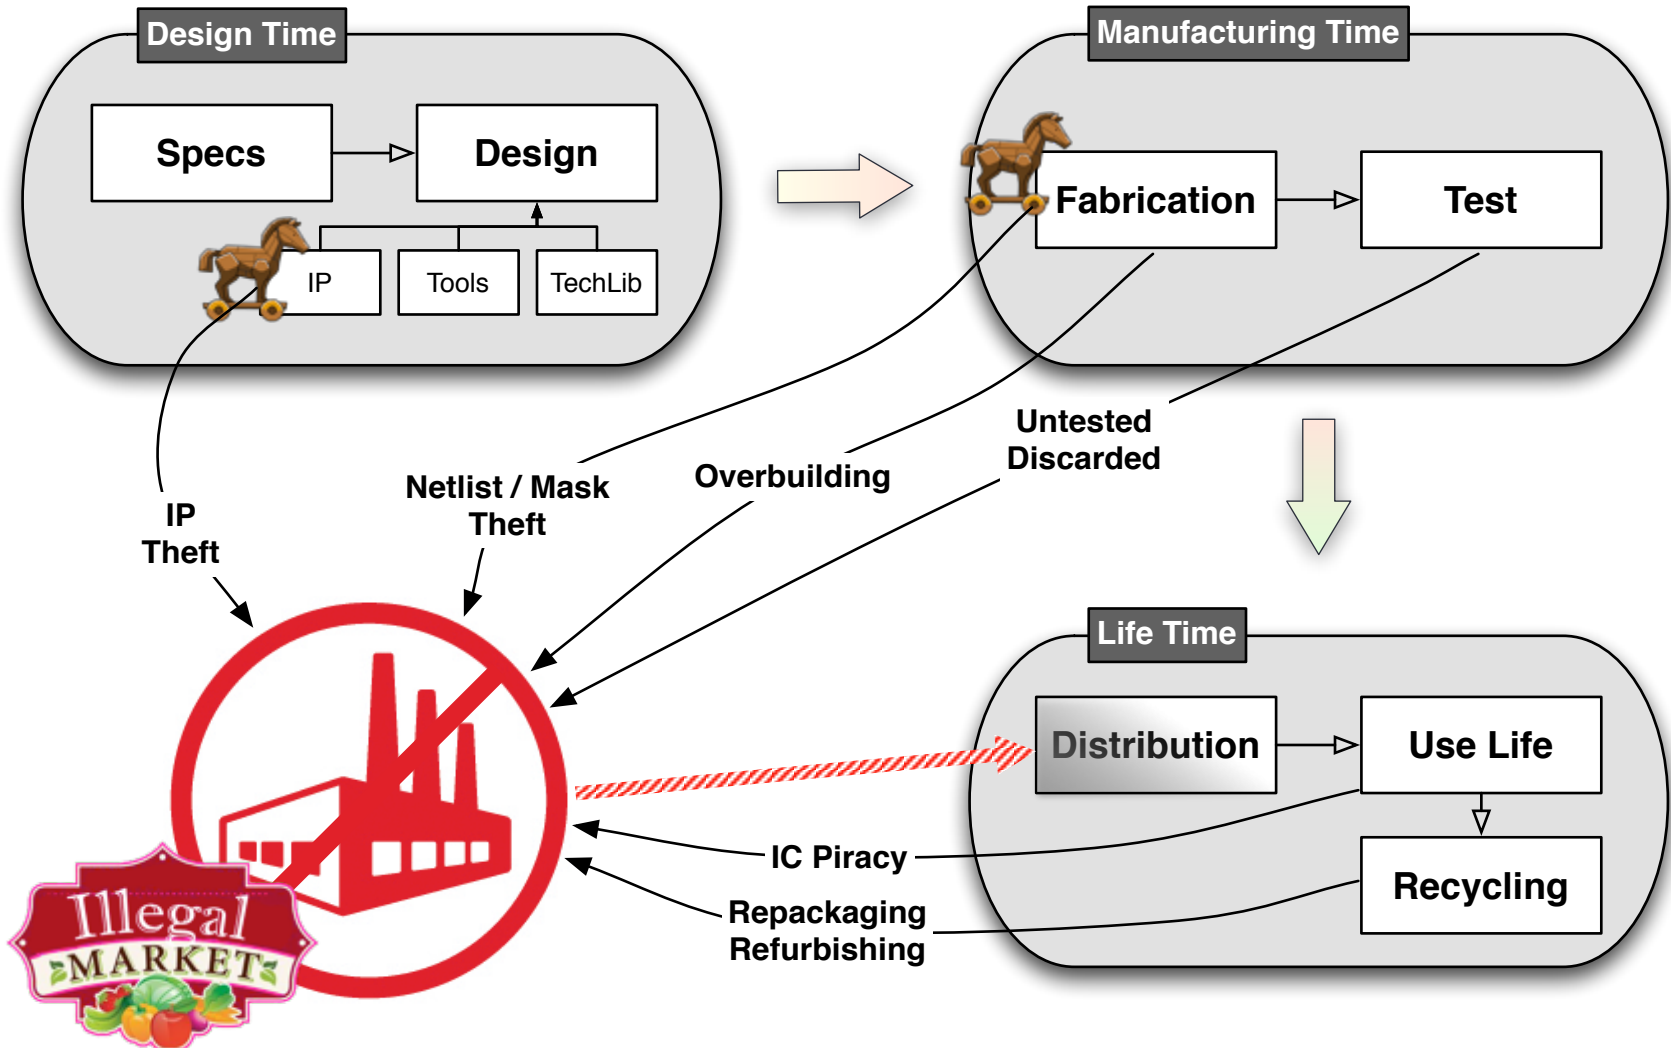 Design Time
Specs
Design
IP
Tools
TechLib
Manufacturing Time
Fabrication
Test
IP
Theft
Netlist / Mask
Theft
Overbuilding
Untested
Discarded
Life Time
Distribution
Use Life
Recycling
IC Piracy
Repackaging
Refurbishing
Illegal
MARKET